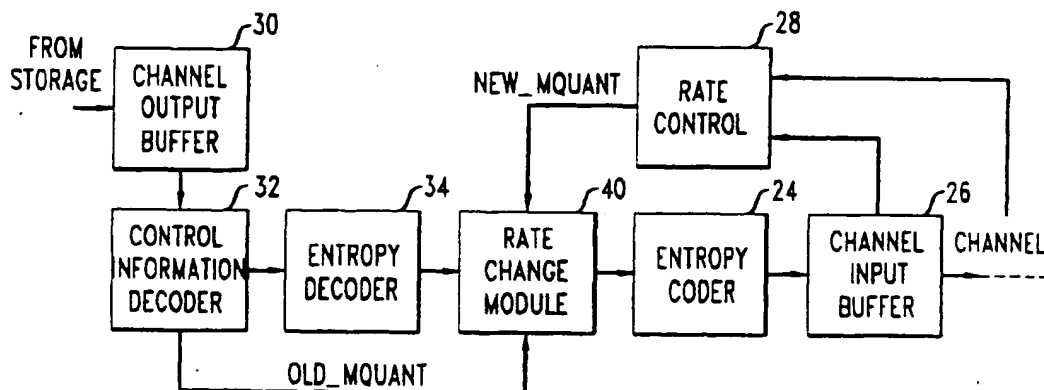 30
FROM
STORAGE
CHANNEL
OUTPUT
BUFFER
28
NEW_MQUANT
RATE
CONTROL
32
CONTROL
INFORMATION
DECODER
34
ENTROPY
DECODER
40
RATE
CHANGE
MODULE
24
ENTROPY
CODER
26
CHANNEL
INPUT
BUFFER
CHANNEL
OLD_MQUANT